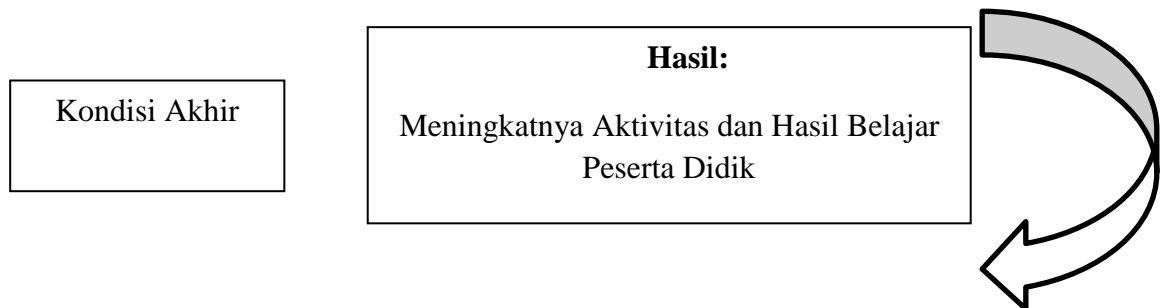 Kondisi Akhir
Hasil:
Meningkatnya Aktivitas dan Hasil Belajar
Peserta Didik